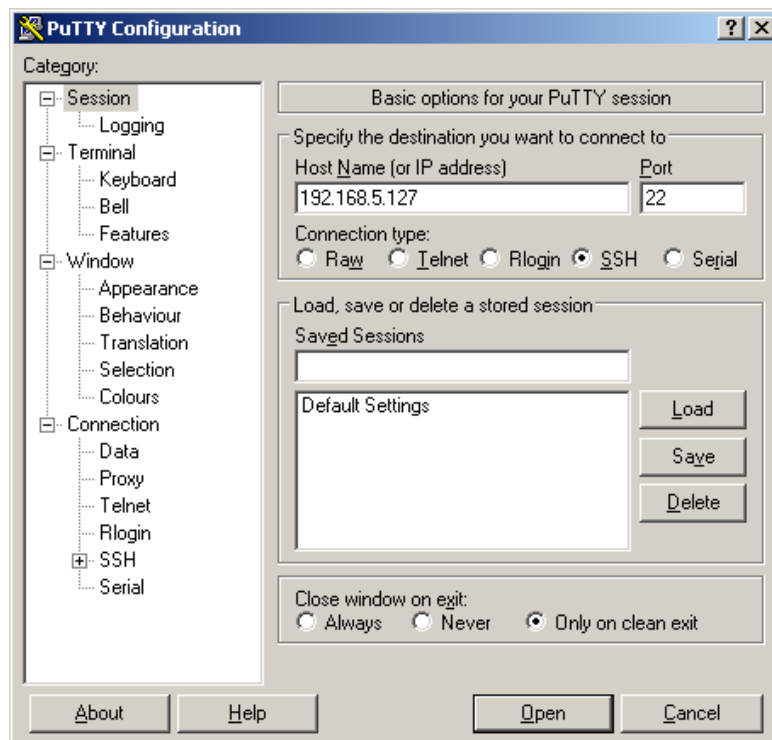 PuTTY Configuration
Category:
Session
Logging
Terminal
Keyboard
Bell
Features
Window
Appearance
Behaviour
Translation
Selection
Colours
Connection
Data
Proxy
Telnet
Rlogin
SSH
Serial
Basic options for your PuTTY session
Specify the destination you want to connect to
Host Name (or IP address) Port
192.168.5.127 22
Connection type:
Raw Telnet Rlogin SSH Serial
Load, save or delete a stored session
Saved Sessions
Default Settings
Load
Save
Delete
Close window on exit:
Always Never Only on clean exit
About Help Open Cancel